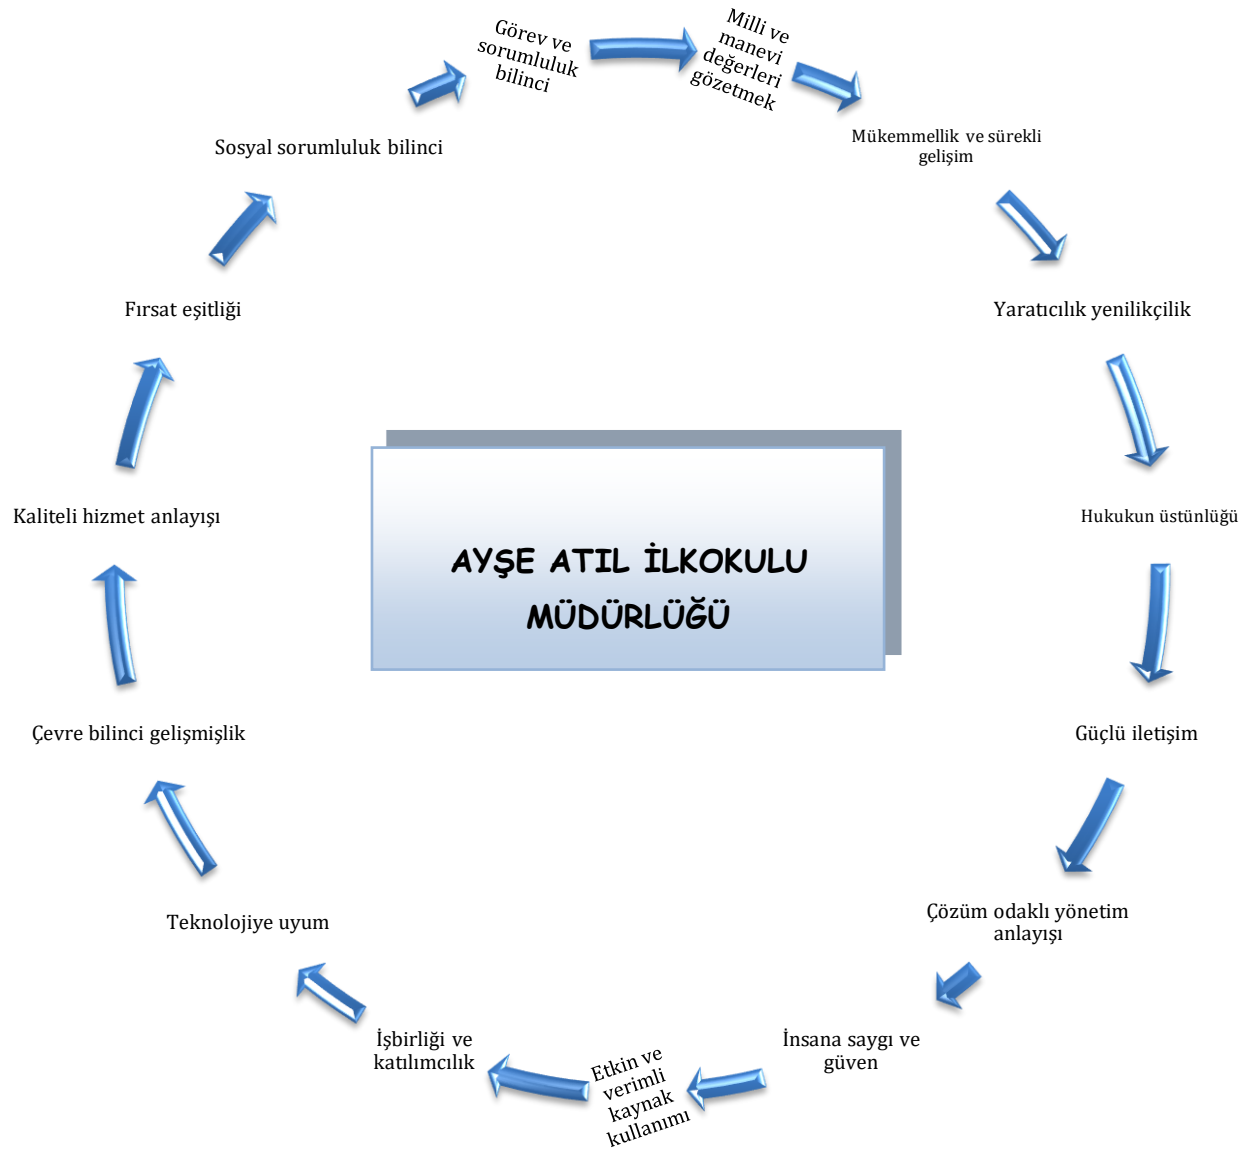 Görev ve
sorumluluk
bilinci
Milli ve
manevi
değerleri
gözetmek
Mükemmellik ve sürekli
gelişim
Yaratıcılık yenilikçilik
Hukukun üstünlüğü
Güçlü iletişim
Çözüm odaklı yönetim
anlayışı
İnsana saygı ve
güven
Etkin ve
verimli
kaynak
kullanımı
İşbirliği ve
katılımcılık
Teknolojiye uyum
Çevre bilinci gelişmişlik
Kaliteli hizmet anlayışı
Fırsat eşitliği
Sosyal sorumluluk bilinci
AYŞE ATIL İLKOKULU
MÜDÜRLÜĞÜ